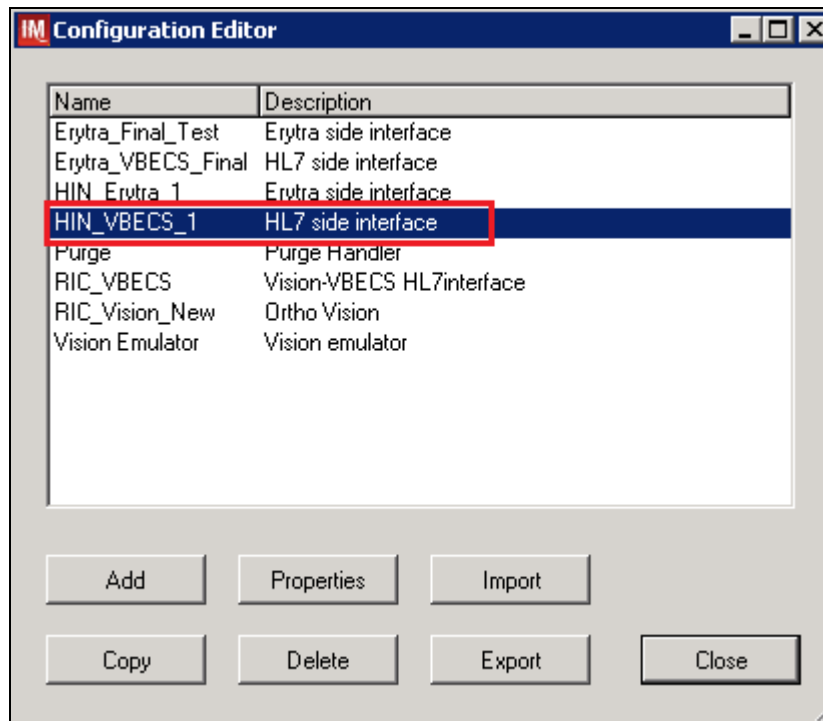 IM Configuration Editor
Name Description
Erytra_Final_Test Erytra side interface
Erytra_VBECS_Final HL7 side interface
HIN_Erytra_1 Erytra side interface
HIN_VBECS_1 HL7 side interface
Purge Purge Handler
RIC_VBECS Vision-VBECS HL7interface
RIC_Vision_New Ortho Vision
Vision Emulator Vision emulator
Add Properties Import
Copy Delete Export Close